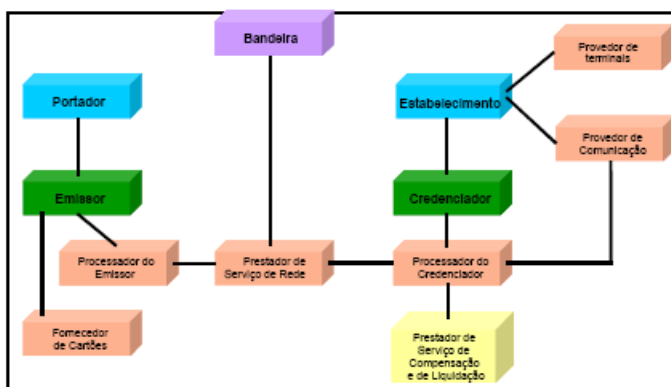 Bandeira
Provedor de
terminais
Portador
Estabelecimento
Provedor de
Comunicação
Emissor
Credenciador
Processador do
Emissor
Prestador de
Serviço de Rede
Processador do
Credenciador
Fornecedor
de Cartões
Prestador de
Serviço de
Compensação
e de Liquidação